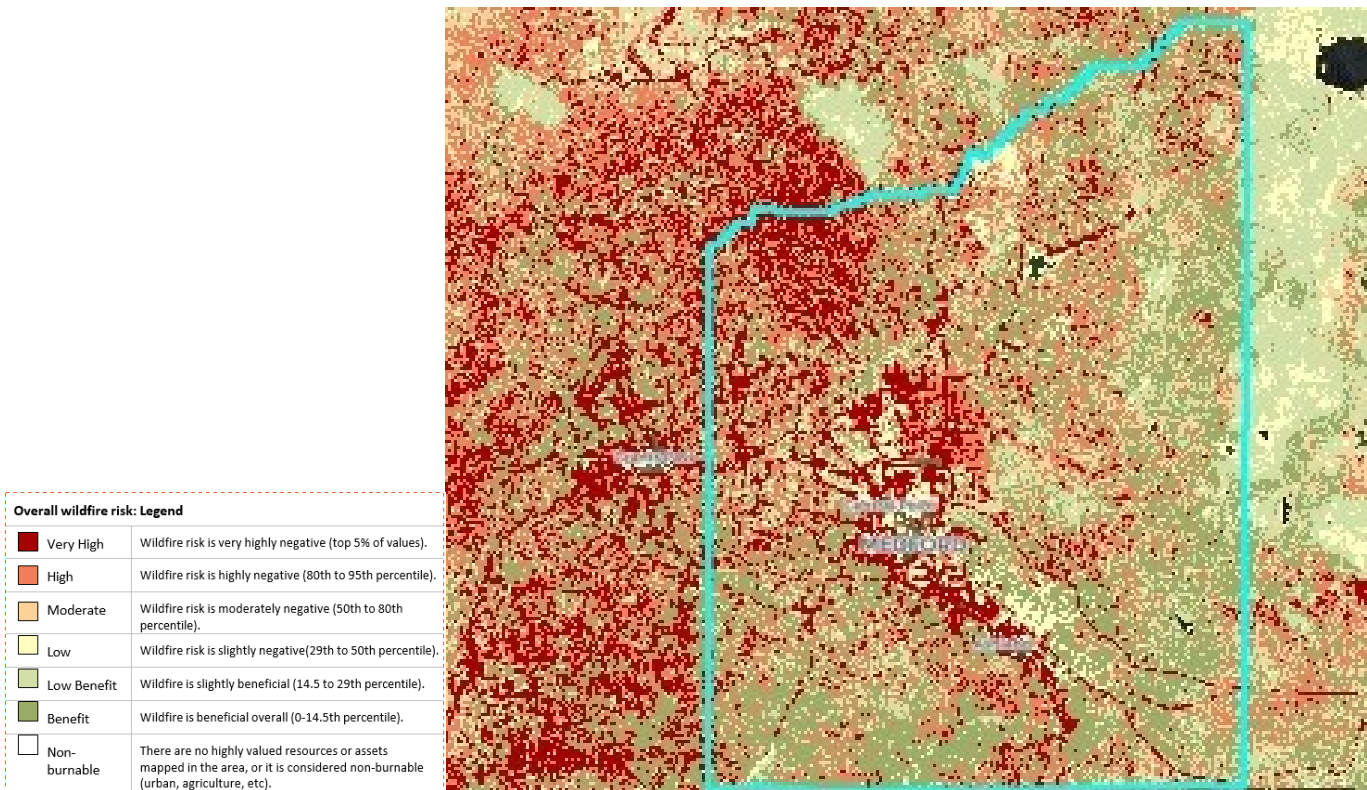 Overall wildfire risk: Legend
Very High Wildfire risk is very highly negative (top 5% of values).
High Wildfire risk is highly negative (80th to 95th percentile).
Moderate Wildfire risk is moderately negative (50th to 80th
percentile).
Low Wildfire risk is slightly negative(29th to 50th percentile).
Low Benefit Wildfire is slightly beneficial (14.5 to 29th percentile).
Benefit Wildfire is beneficial overall (0-14.5th percentile).
Non-
burnable
There are no highly valued resources or assets
mapped in the area, or it is considered non-burnable
(urban, agriculture, etc).
MEDFORD